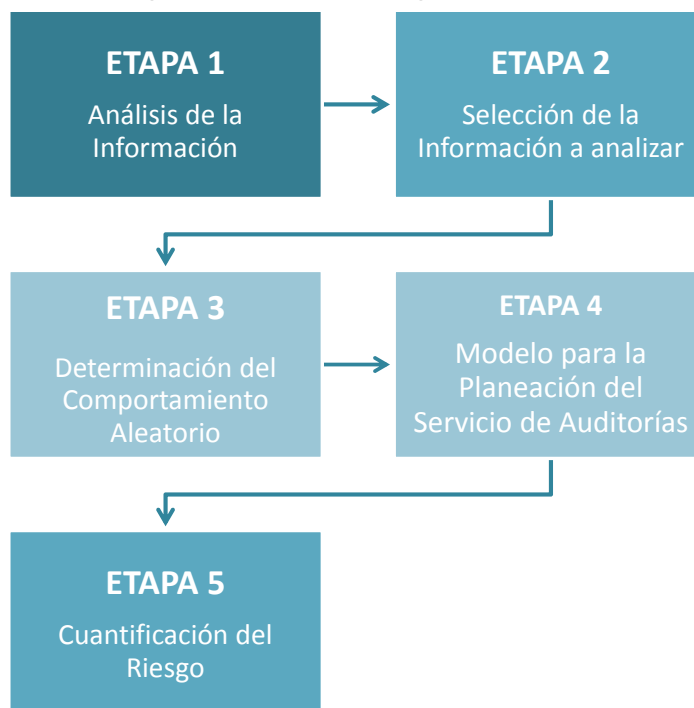 ETAPA 1
Análisis de la
Información
ETAPA 2
Selección de la
Información a analizar
ETAPA 3
Determinación del
Comportamiento
Aleatorio
ETAPA 4
Modelo para la
Planeación del
Servicio de Auditorías
ETAPA 5
Cuantificación del
Riesgo